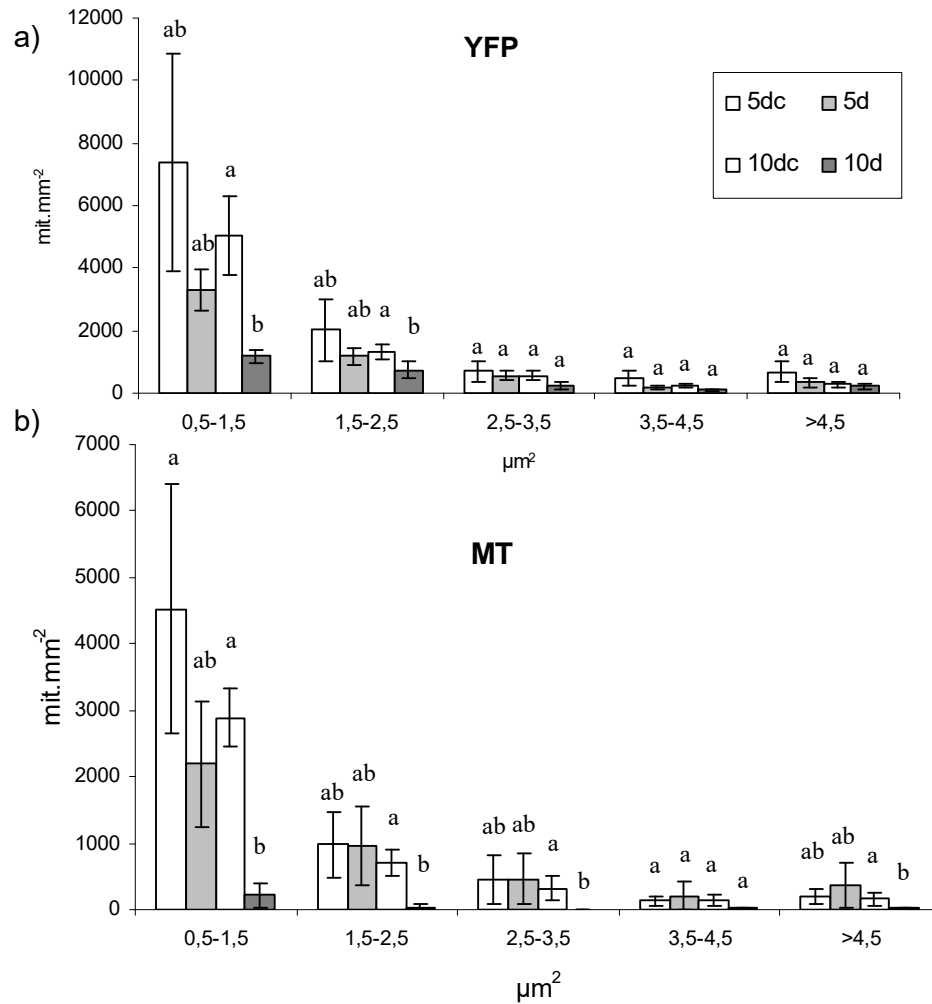 a)
YFP
12000
10000
8000
6000
4000
2000
0
mit.mm-2
5dc 5d
10dc 10d
ab ab a b
ab ab a b
a a a a
a a a a
a a a a
0,5-1,5 1,5-2,5 2,5-3,5 3,5-4,5 >4,5
µm²
b)
MT
7000
6000
5000
4000
3000
2000
1000
0
mit.mm-2
a ab a b
ab ab a b
ab ab a b
a a a a
ab ab a b
0,5-1,5 1,5-2,5 2,5-3,5 3,5-4,5 >4,5
µm²